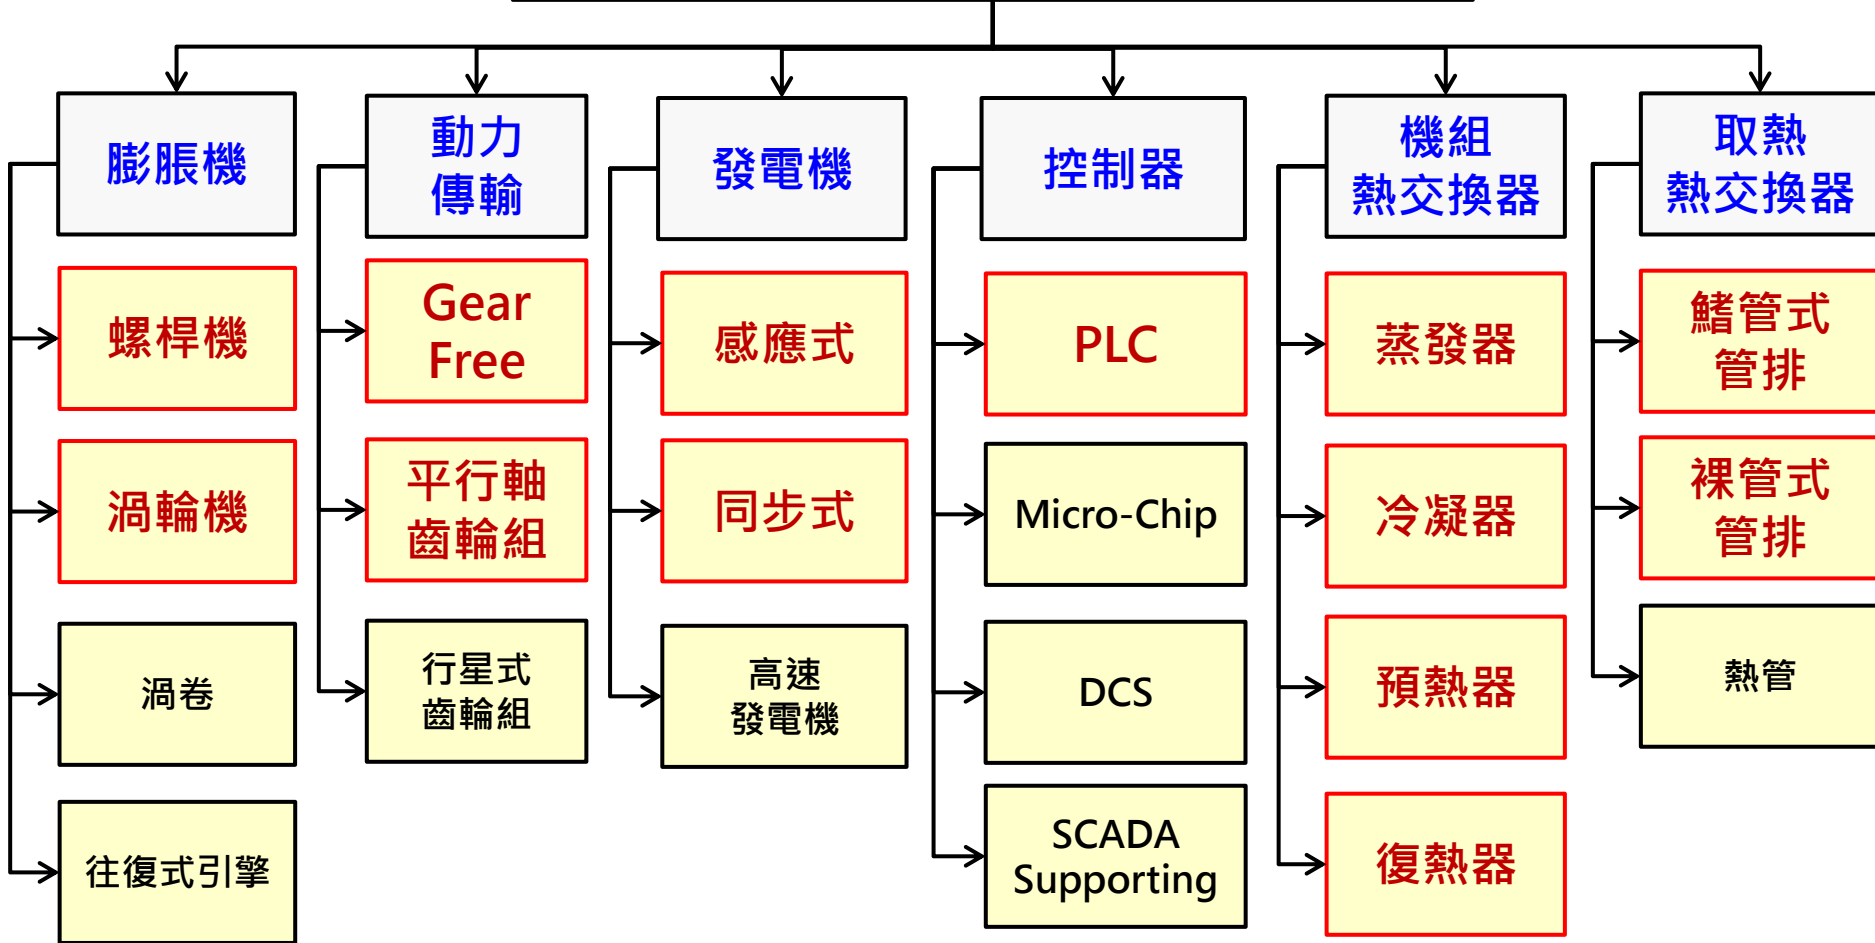 膨脹機
動力
傳輸
發電機
控制器
機組
熱交換器
取熱
熱交換器
螺桿機
渦輪機
渦卷
往復式引擎
Gear
Free
平行軸
齒輪組
行星式
齒輪組
感應式
同步式
高速
發電機
PLC
Micro-Chip
DCS
SCADA
Supporting
蒸發器
冷凝器
預熱器
復熱器
鰭管式
管排
裸管式
管排
熱管